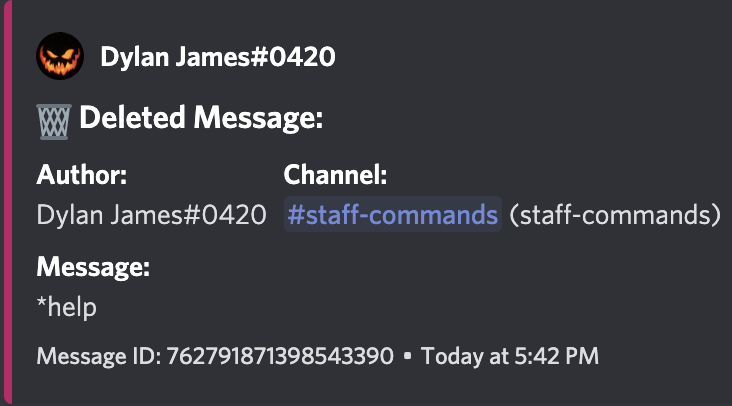 Dylan James#0420
Deleted Message:
Author: Channel:
Dylan James#0420 #staff-commands (staff-commands)
Message:
*help
Message ID: 762791871398543390 • Today at 5:42 PM